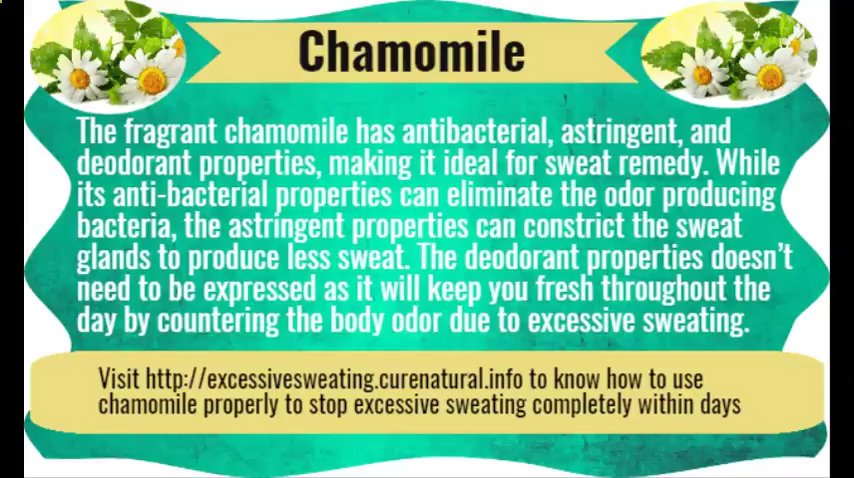 Chamomile
The fragrant chamomile has antibacterial, astringent, and
deodorant properties, making it ideal for sweat remedy. While
its anti-bacterial properties can eliminate the odor producing
bacteria, the astringent properties can constrict the sweat
glands to produce less sweat. The deodorant properties doesn't
need to be expressed as it will keep you fresh throughout the
day by countering the body odor due to excessive sweating.
Visit http://excessivesweating.curenatural.info to know how to use
chamomile properly to stop excessive sweating completely within days